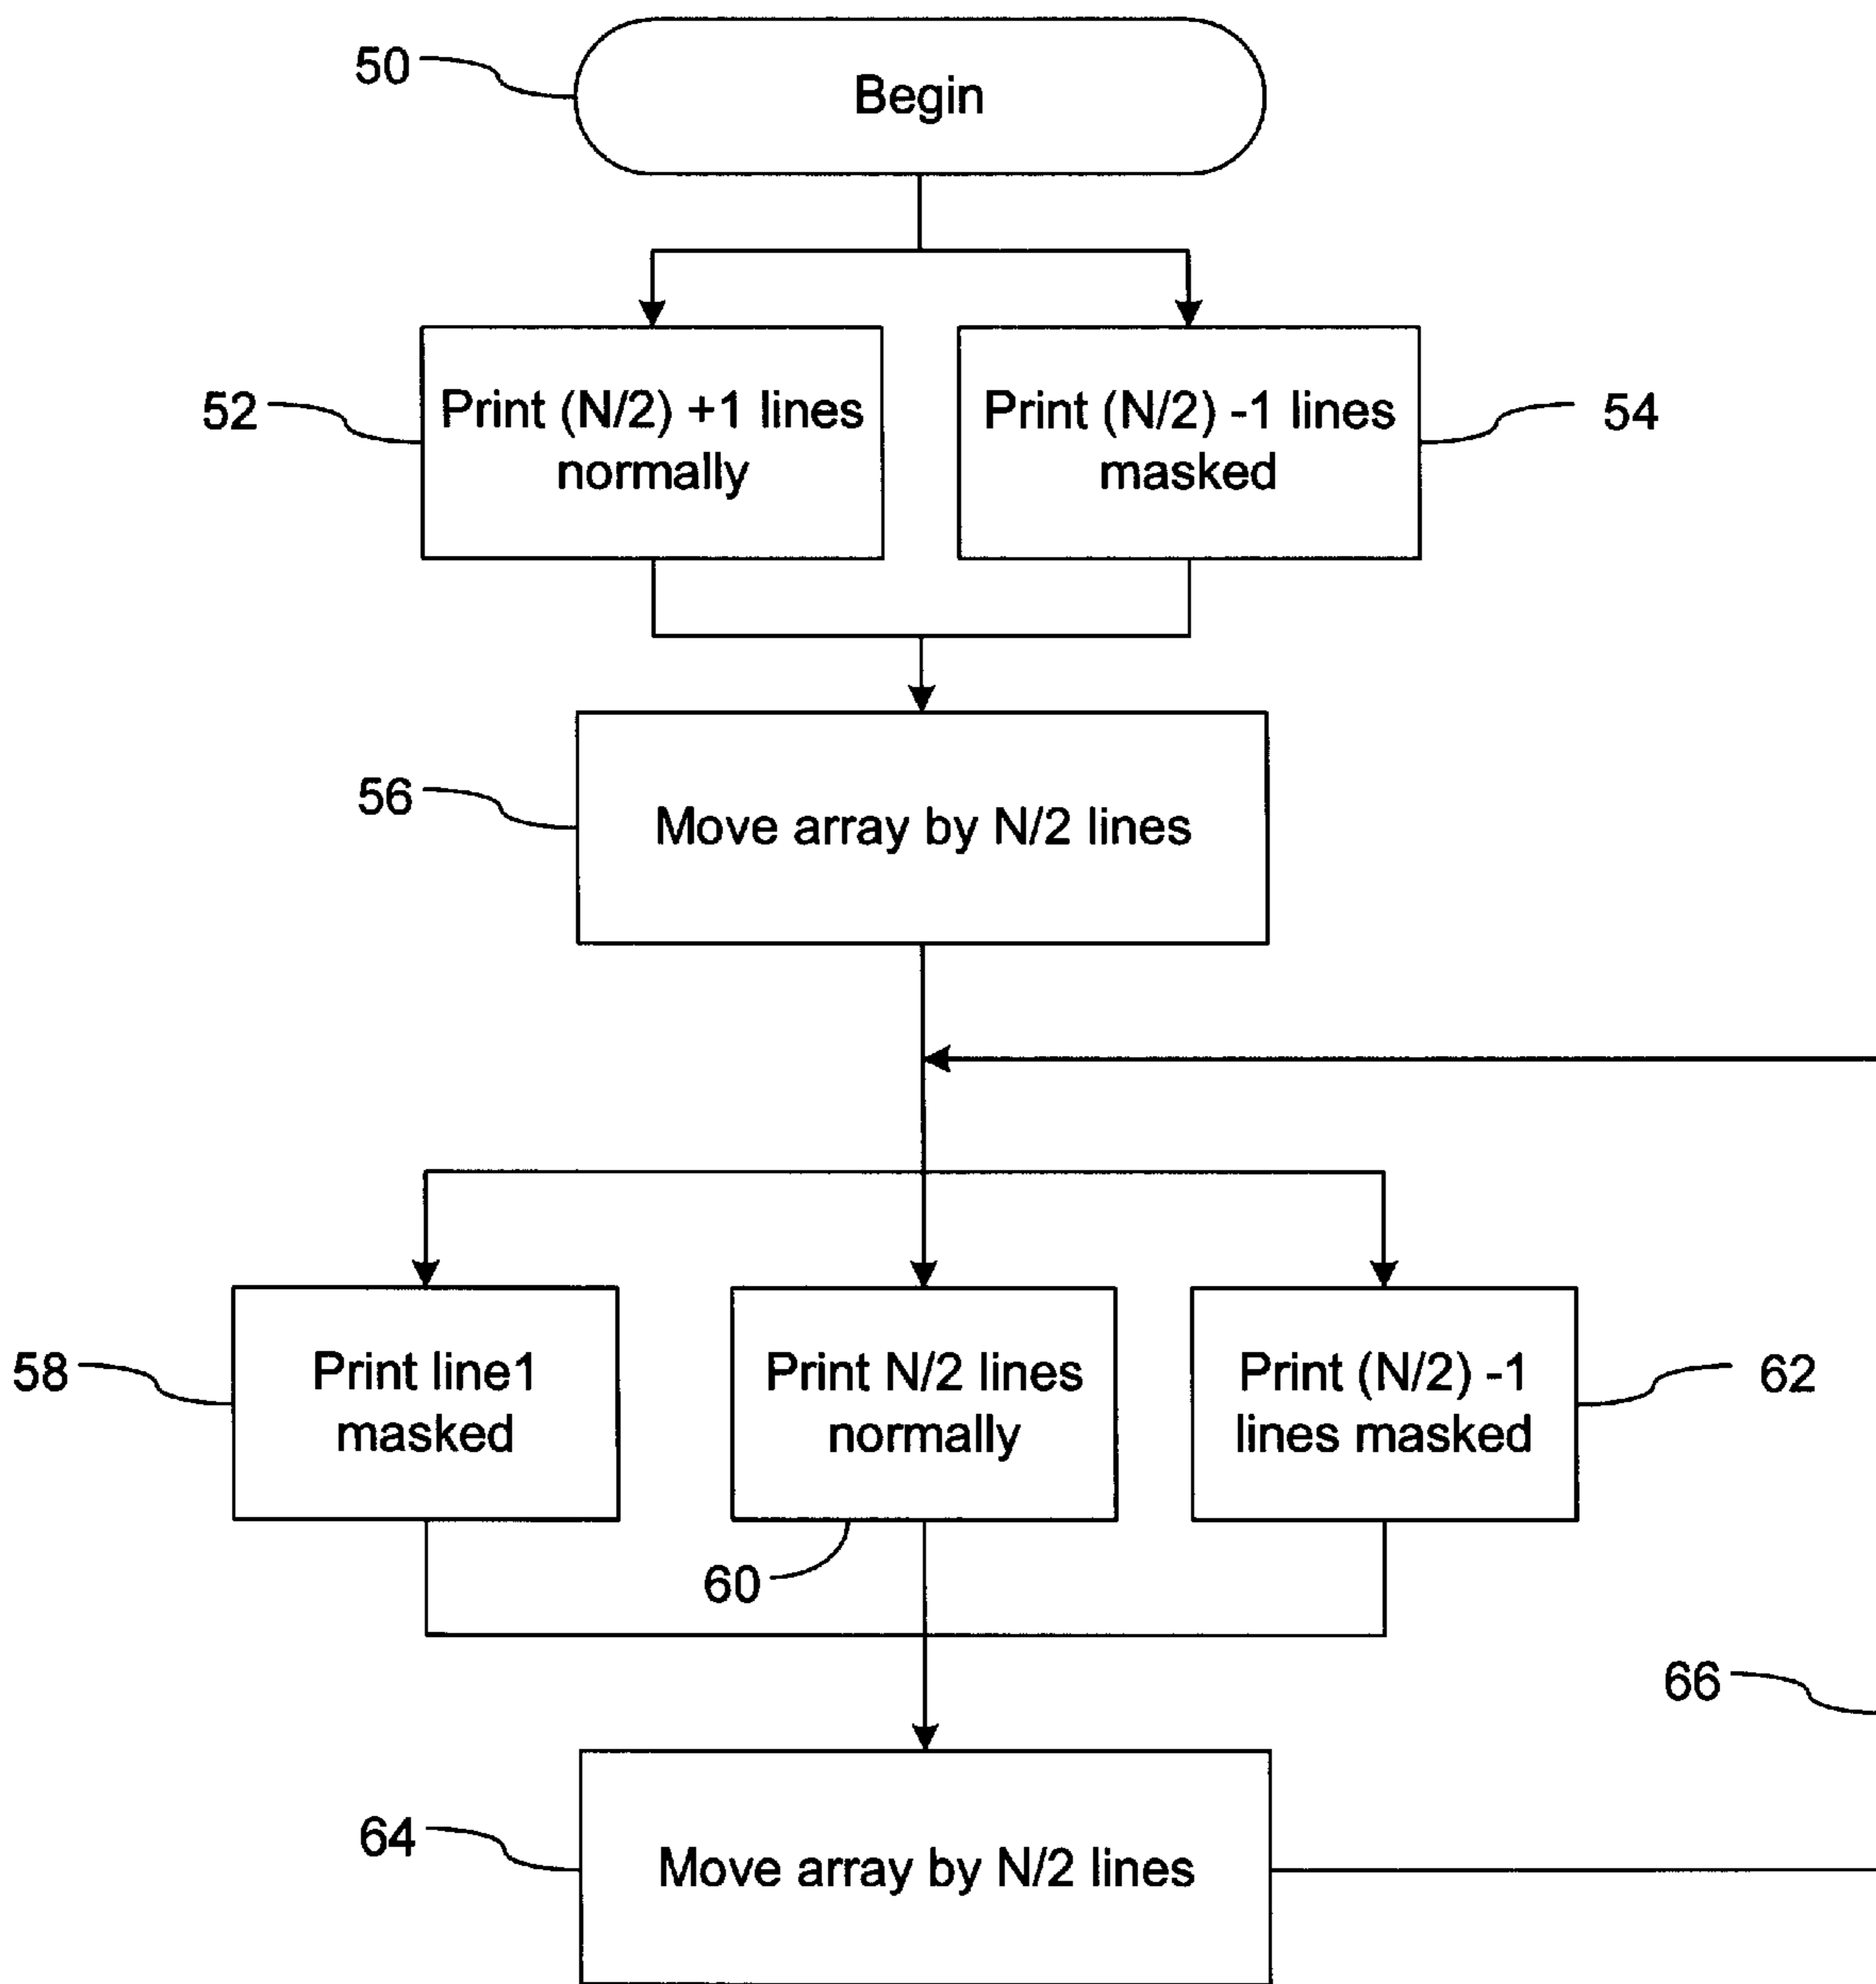 50
Begin
52
Print (N/2) +1 lines
normally
Print (N/2) -1 lines
masked
54
56
Move array by N/2 lines
58
Print line1
masked
Print N/2 lines
normally
60
Print (N/2) -1
lines masked
62
66
64
Move array by N/2 lines